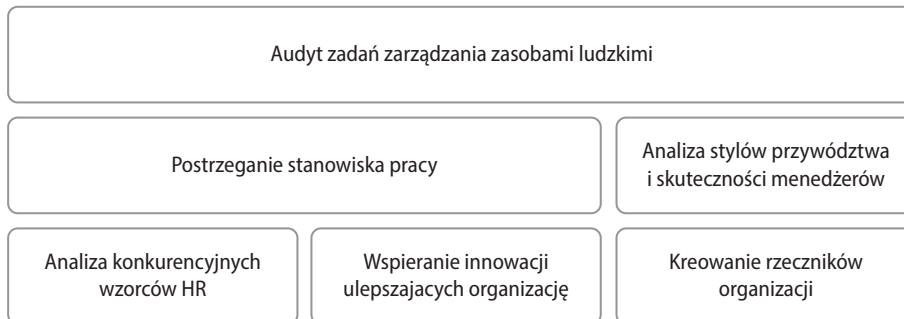 Audyt zadań zarządzania zasobami ludzkimi
Postrzeganie stanowiska pracy
Analiza stylów przywództwa
i skuteczności menedżerów
Analiza konkurencyjnych
wzorców HR
Wspieranie innowacji
ulepszajacych organizację
Kreowanie rzeczników
organizacji